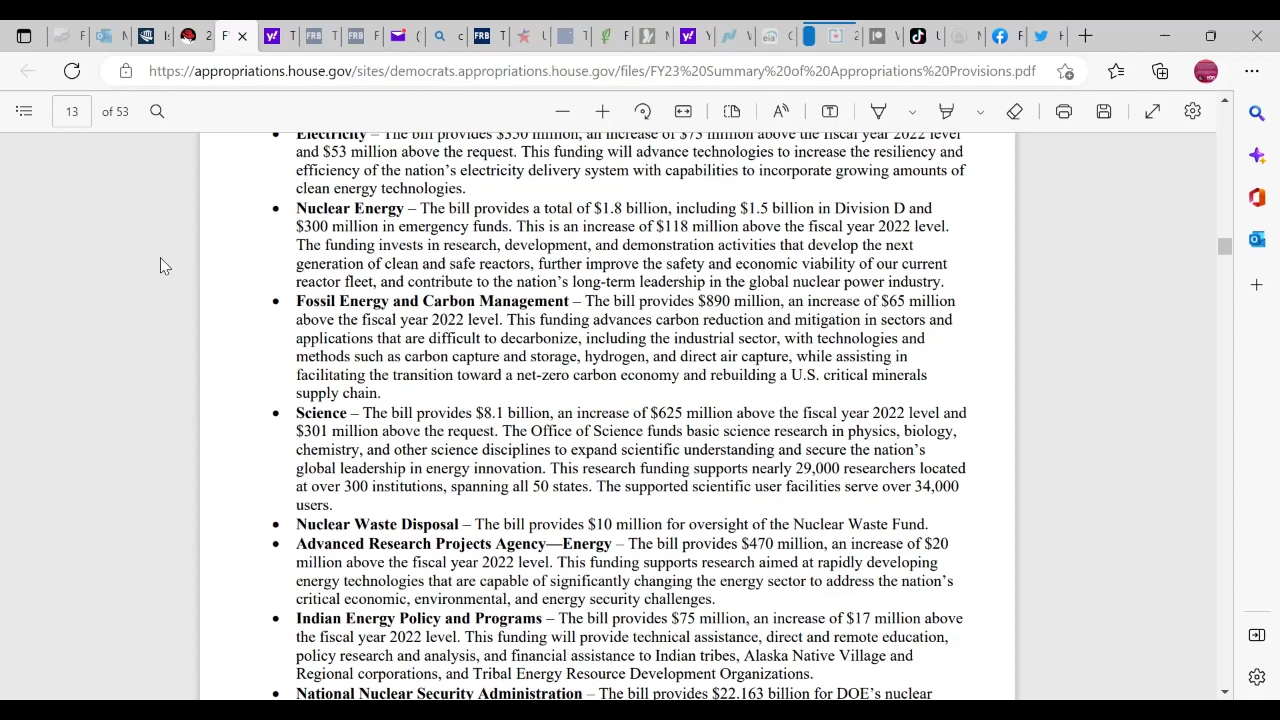 F
https://appropriations.house.gov/sites/democrats.appropriations.house.gov/files/FY23%20Summary%20of%20Appropriations%20Provisions.pdf
13 of 53
Electricity – The bill provides $350 million, an increase of $73 million above the fiscal year 2022 level
and $53 million above the request. This funding will advance technologies to increase the resiliency and
efficiency of the nation’s electricity delivery system with capabilities to incorporate growing amounts of
clean energy technologies.
• Nuclear Energy – The bill provides a total of $1.8 billion, including $1.5 billion in Division D and
$300 million in emergency funds. This is an increase of $118 million above the fiscal year 2022 level.
The funding invests in research, development, and demonstration activities that develop the next
generation of clean and safe reactors, further improve the safety and economic viability of our current
reactor fleet, and contribute to the nation’s long-term leadership in the global nuclear power industry.
• Fossil Energy and Carbon Management – The bill provides $890 million, an increase of $65 million
above the fiscal year 2022 level. This funding advances carbon reduction and mitigation in sectors and
applications that are difficult to decarbonize, including the industrial sector, with technologies and
methods such as carbon capture and storage, hydrogen, and direct air capture, while assisting in
facilitating the transition toward a net-zero carbon economy and rebuilding a U.S. critical minerals
supply chain.
• Science – The bill provides $8.1 billion, an increase of $625 million above the fiscal year 2022 level and
$301 million above the request. The Office of Science funds basic science research in physics, biology,
chemistry, and other science disciplines to expand scientific understanding and secure the nation’s
global leadership in energy innovation. This research funding supports nearly 29,000 researchers located
at over 300 institutions, spanning all 50 states. The supported scientific user facilities serve over 34,000
users.
• Nuclear Waste Disposal – The bill provides $10 million for oversight of the Nuclear Waste Fund.
• Advanced Research Projects Agency—Energy – The bill provides $470 million, an increase of $20
million above the fiscal year 2022 level. This funding supports research aimed at rapidly developing
energy technologies that are capable of significantly changing the energy sector to address the nation’s
critical economic, environmental, and energy security challenges.
• Indian Energy Policy and Programs – The bill provides $75 million, an increase of $17 million above
the fiscal year 2022 level. This funding will provide technical assistance, direct and remote education,
policy research and analysis, and financial assistance to Indian tribes, Alaska Native Village and
Regional corporations, and Tribal Energy Resource Development Organizations.
• National Nuclear Security Administration – The bill provides $22.163 billion for DOE’s nuclear